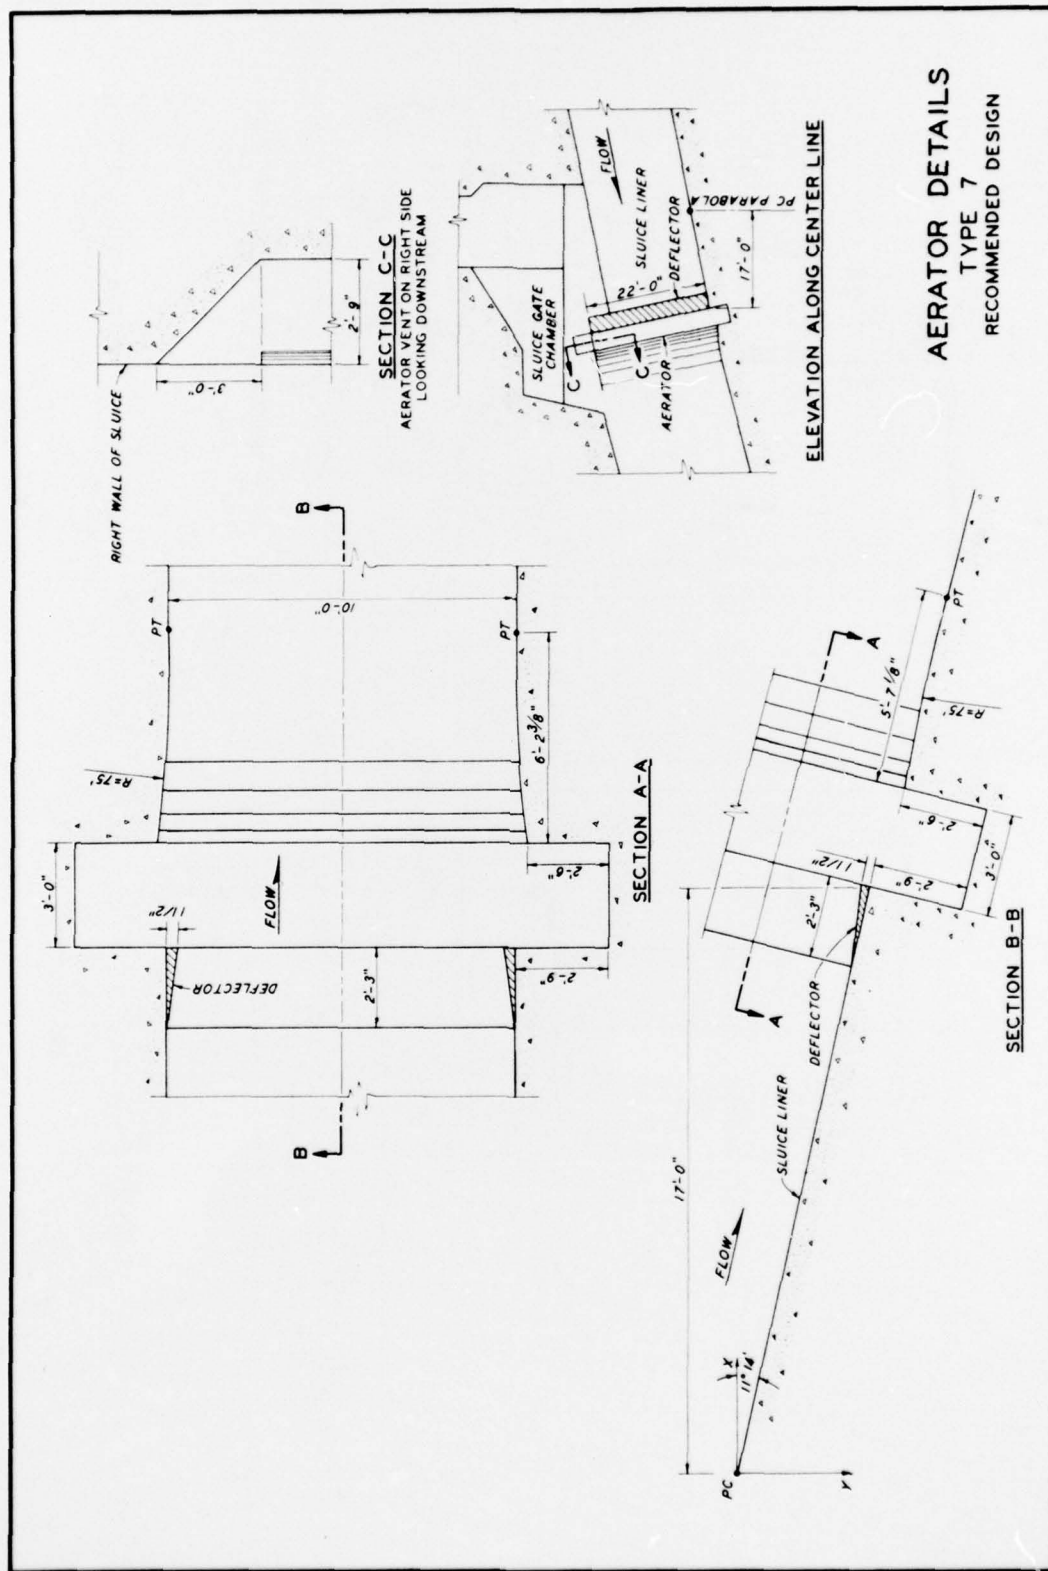 B
B
10'-0"
PT
PT
R=75'
6'-2 3/8"
3'-0"
1 1/2"
FLOW
2'-6"
DEFLECTOR
2'-3"
2'-9"
SECTION A-A
RIGHT WALL OF SLUICE
3'-0"
2'-9"
SECTION C-C
AERATOR VENT ON RIGHT SIDE
LOOKING DOWNSTREAM
SLUICE GATE
CHAMBER
FLOW
SLUICE LINER
DEFLECTOR
22'-0"
C
C
AERATOR
17'-0"
PC PARABOLA
ELEVATION ALONG CENTER LINE
17'-0"
FLOW
SLUICE LINER
DEFLECTOR
2'-3"
1 1/2"
2'-9"
3'-0"
2'-6"
5'-7 1/8"
R=75'
PT
A
A
PC
X
Y
11° 14'
SECTION B-B
AERATOR DETAILS
TYPE 7
RECOMMENDED DESIGN